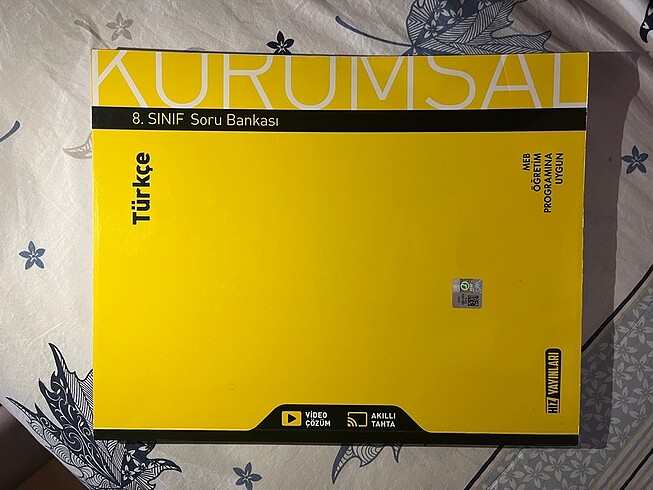 KURUMSAL
8. SINIF Soru Bankası
Türkçe
MEB
ÖĞRETİM
PROGRAMINA
UYGUN
HIZ YAYINLARI
VİDEO
ÇÖZÜM
AKILLI
TAHTA